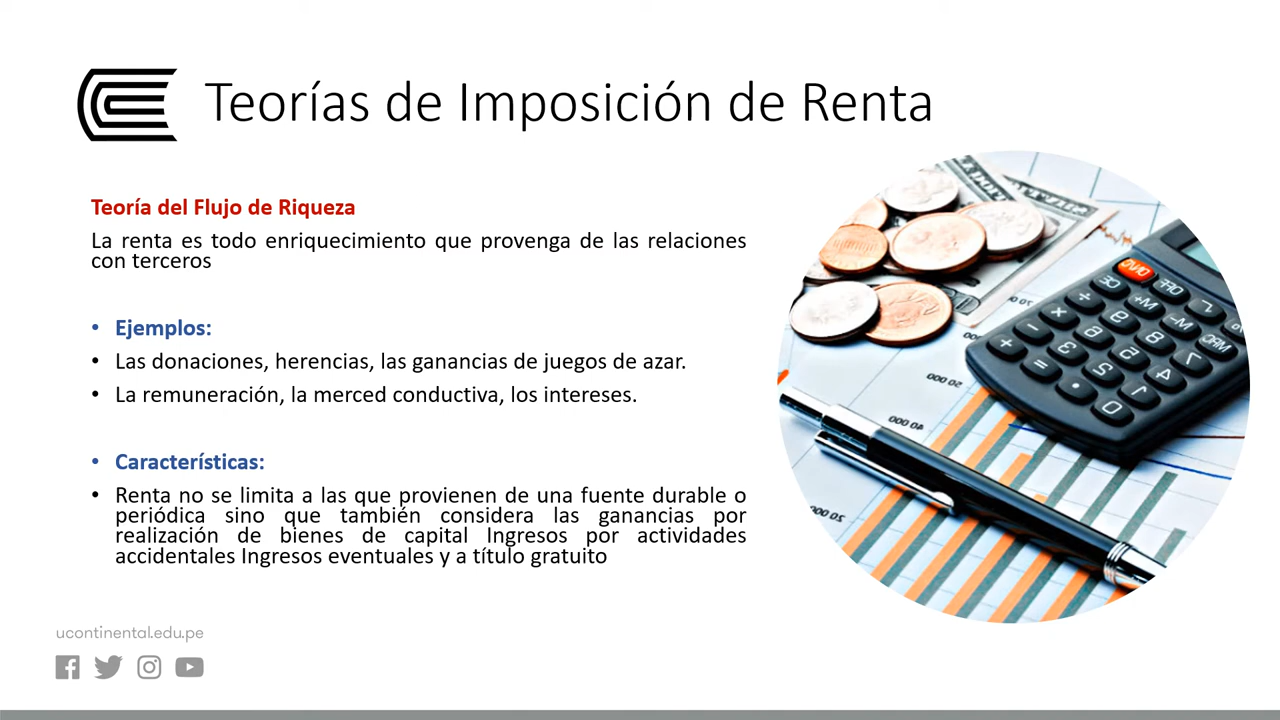 Teorías de Imposición de Renta
Teoría del Flujo de Riqueza
La renta es todo enriquecimiento que provenga de las relaciones
con terceros
• Ejemplos:
• Las donaciones, herencias, las ganancias de juegos de azar.
• La remuneración, la merced conductiva, los intereses.
• Características:
• Renta no se limita a las que provienen de una fuente durable o
periódica sino que también considera las ganancias por
realización de bienes de capital Ingresos por actividades
accidentales Ingresos eventuales y a título gratuito
ucontinental.edu.pe